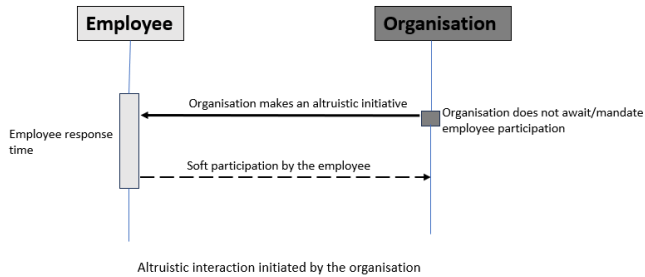 Employee
Organisation
Organisation makes an altruistic initiative
Organisation does not await/mandate
employee participation
Employee response
time
Soft participation by the employee
Altruistic interaction initiated by the organisation